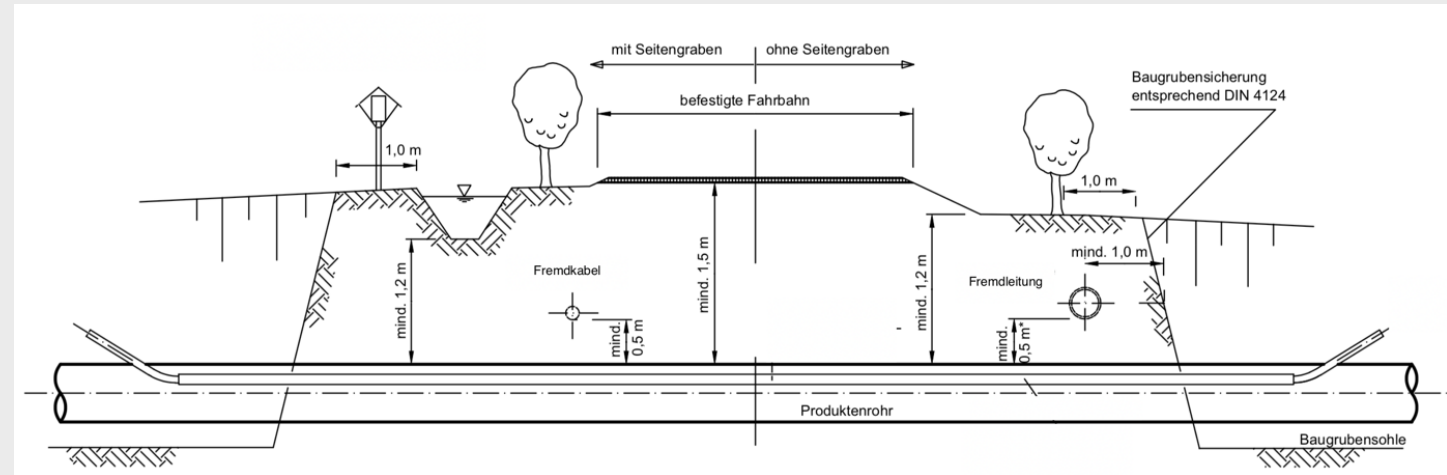 mit Seitengraben
ohne Seitengraben
befestigte Fahrbahn
Baugrubensicherung
entsprechend DIN 4124
1,0 m
1,0 m
mind. 1,2 m
Fremdkabel
mind.
0,5 m
mind. 1,5 m
mind. 1,2 m
Fremdleitung
mind.
0,5 m*
mind. 1,0 m
Produktenrohr
Baugrubensohle